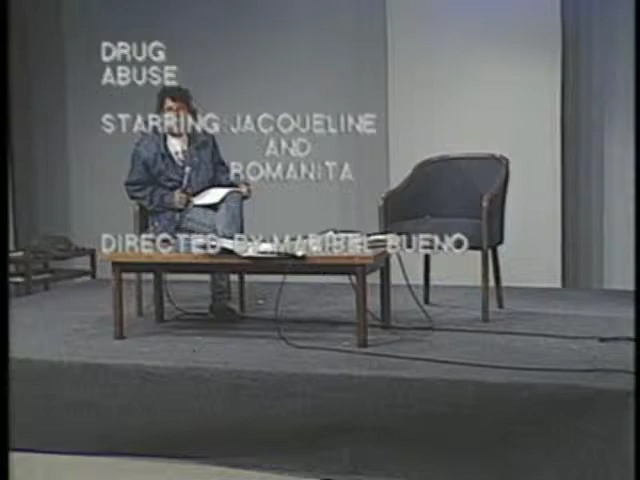 DRUG
ABUSE
STARRING JACQUELINE
AND
ROMANITA
DIRECTED BY MARIBEL BUENO